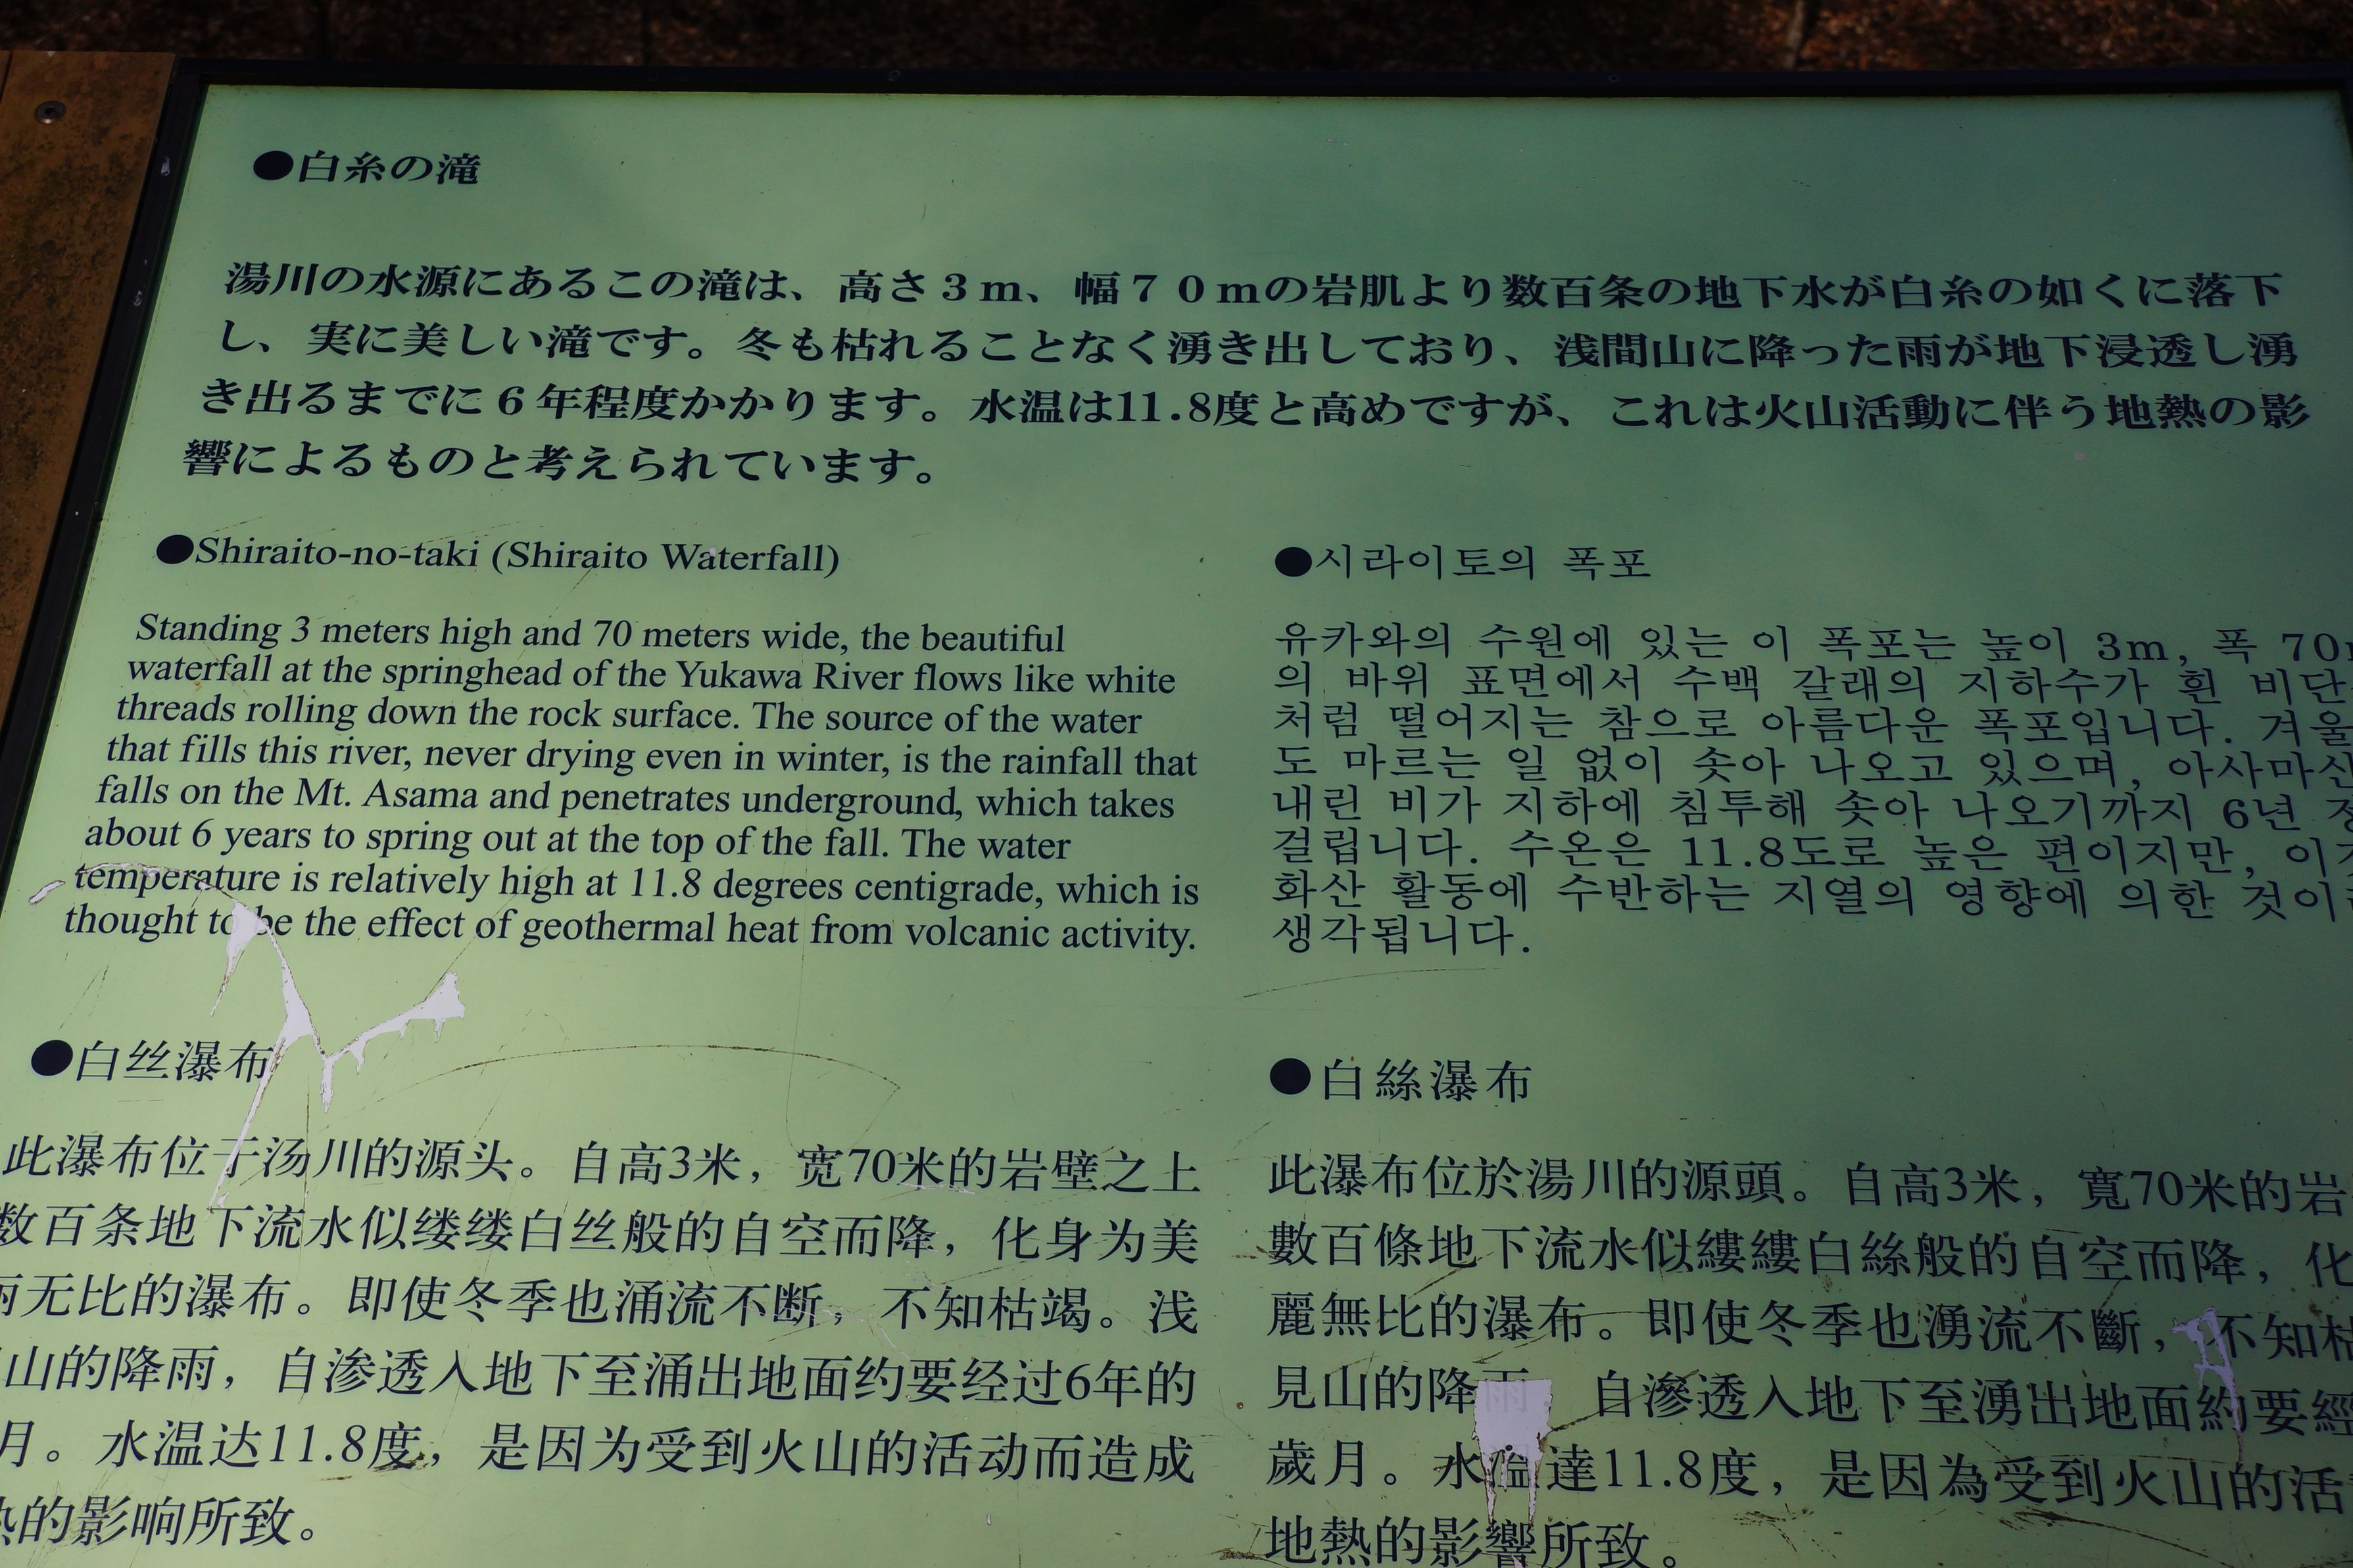 ●白糸の滝
湯川の水源にあるこの滝は、高さ３ｍ、幅７０ｍの岩肌より数百条の地下水が白糸の如くに落下
し、実に美しい滝です。冬も枯れることなく湧き出しており、浅間山に降った雨が地下浸透し湧
き出るまでに６年程度かかります。水温は11.8度と高めですが、これは火山活動に伴う地熱の影
響によるものと考えられています。
●Shiraito-no-taki (Shiraito Waterfall)
Standing 3 meters high and 70 meters wide, the beautiful
waterfall at the springhead of the Yukawa River flows like white
threads rolling down the rock surface. The source of the water
that fills this river, never drying even in winter, is the rainfall that
falls on the Mt. Asama and penetrates underground, which takes
about 6 years to spring out at the top of the fall. The water
temperature is relatively high at 11.8 degrees centigrade, which is
thought to be the effect of geothermal heat from volcanic activity.
●시라이토의 폭포
유카와의 수원에 있는 이 폭포는 높이 3m, 폭 70m
의 바위 표면에서 수백 갈래의 지하수가 흰 비단
처럼 떨어지는 참으로 아름다운 폭포입니다. 겨울
도 마르는 일 없이 솟아 나오고 있으며, 아사마산
내린 비가 지하에 침투해 솟아 나오기까지 6년
걸립니다. 수온은 11.8도로 높은 편이지만,
화산 활동에 수반하는 지열의 영향에 의한 것이
생각됩니다.
●白丝瀑布
此瀑布位于汤川的源头。自高3米，宽70米的岩壁之上
数百条地下流水似缕缕白丝般的自空而降，化身为美
无比的瀑布。即使冬季也涌流不断，不知枯竭。浅
山的降雨，自渗透入地下至涌出地面约要经过6年的
月。水温达11.8度，是因为受到火山的活动而造成
的影响所致。
●白絲瀑布
此瀑布位於湯川的源頭。自高3米，寬70米的岩
數百條地下流水似縷縷白絲般的自空而降，化
麗無比的瀑布。即使冬季也湧流不斷，不知枯
見山的降雨 自滲透入地下至湧出地面約要經
歲月。水温達11.8度，是因為受到火山的活
地熱的影響所致。